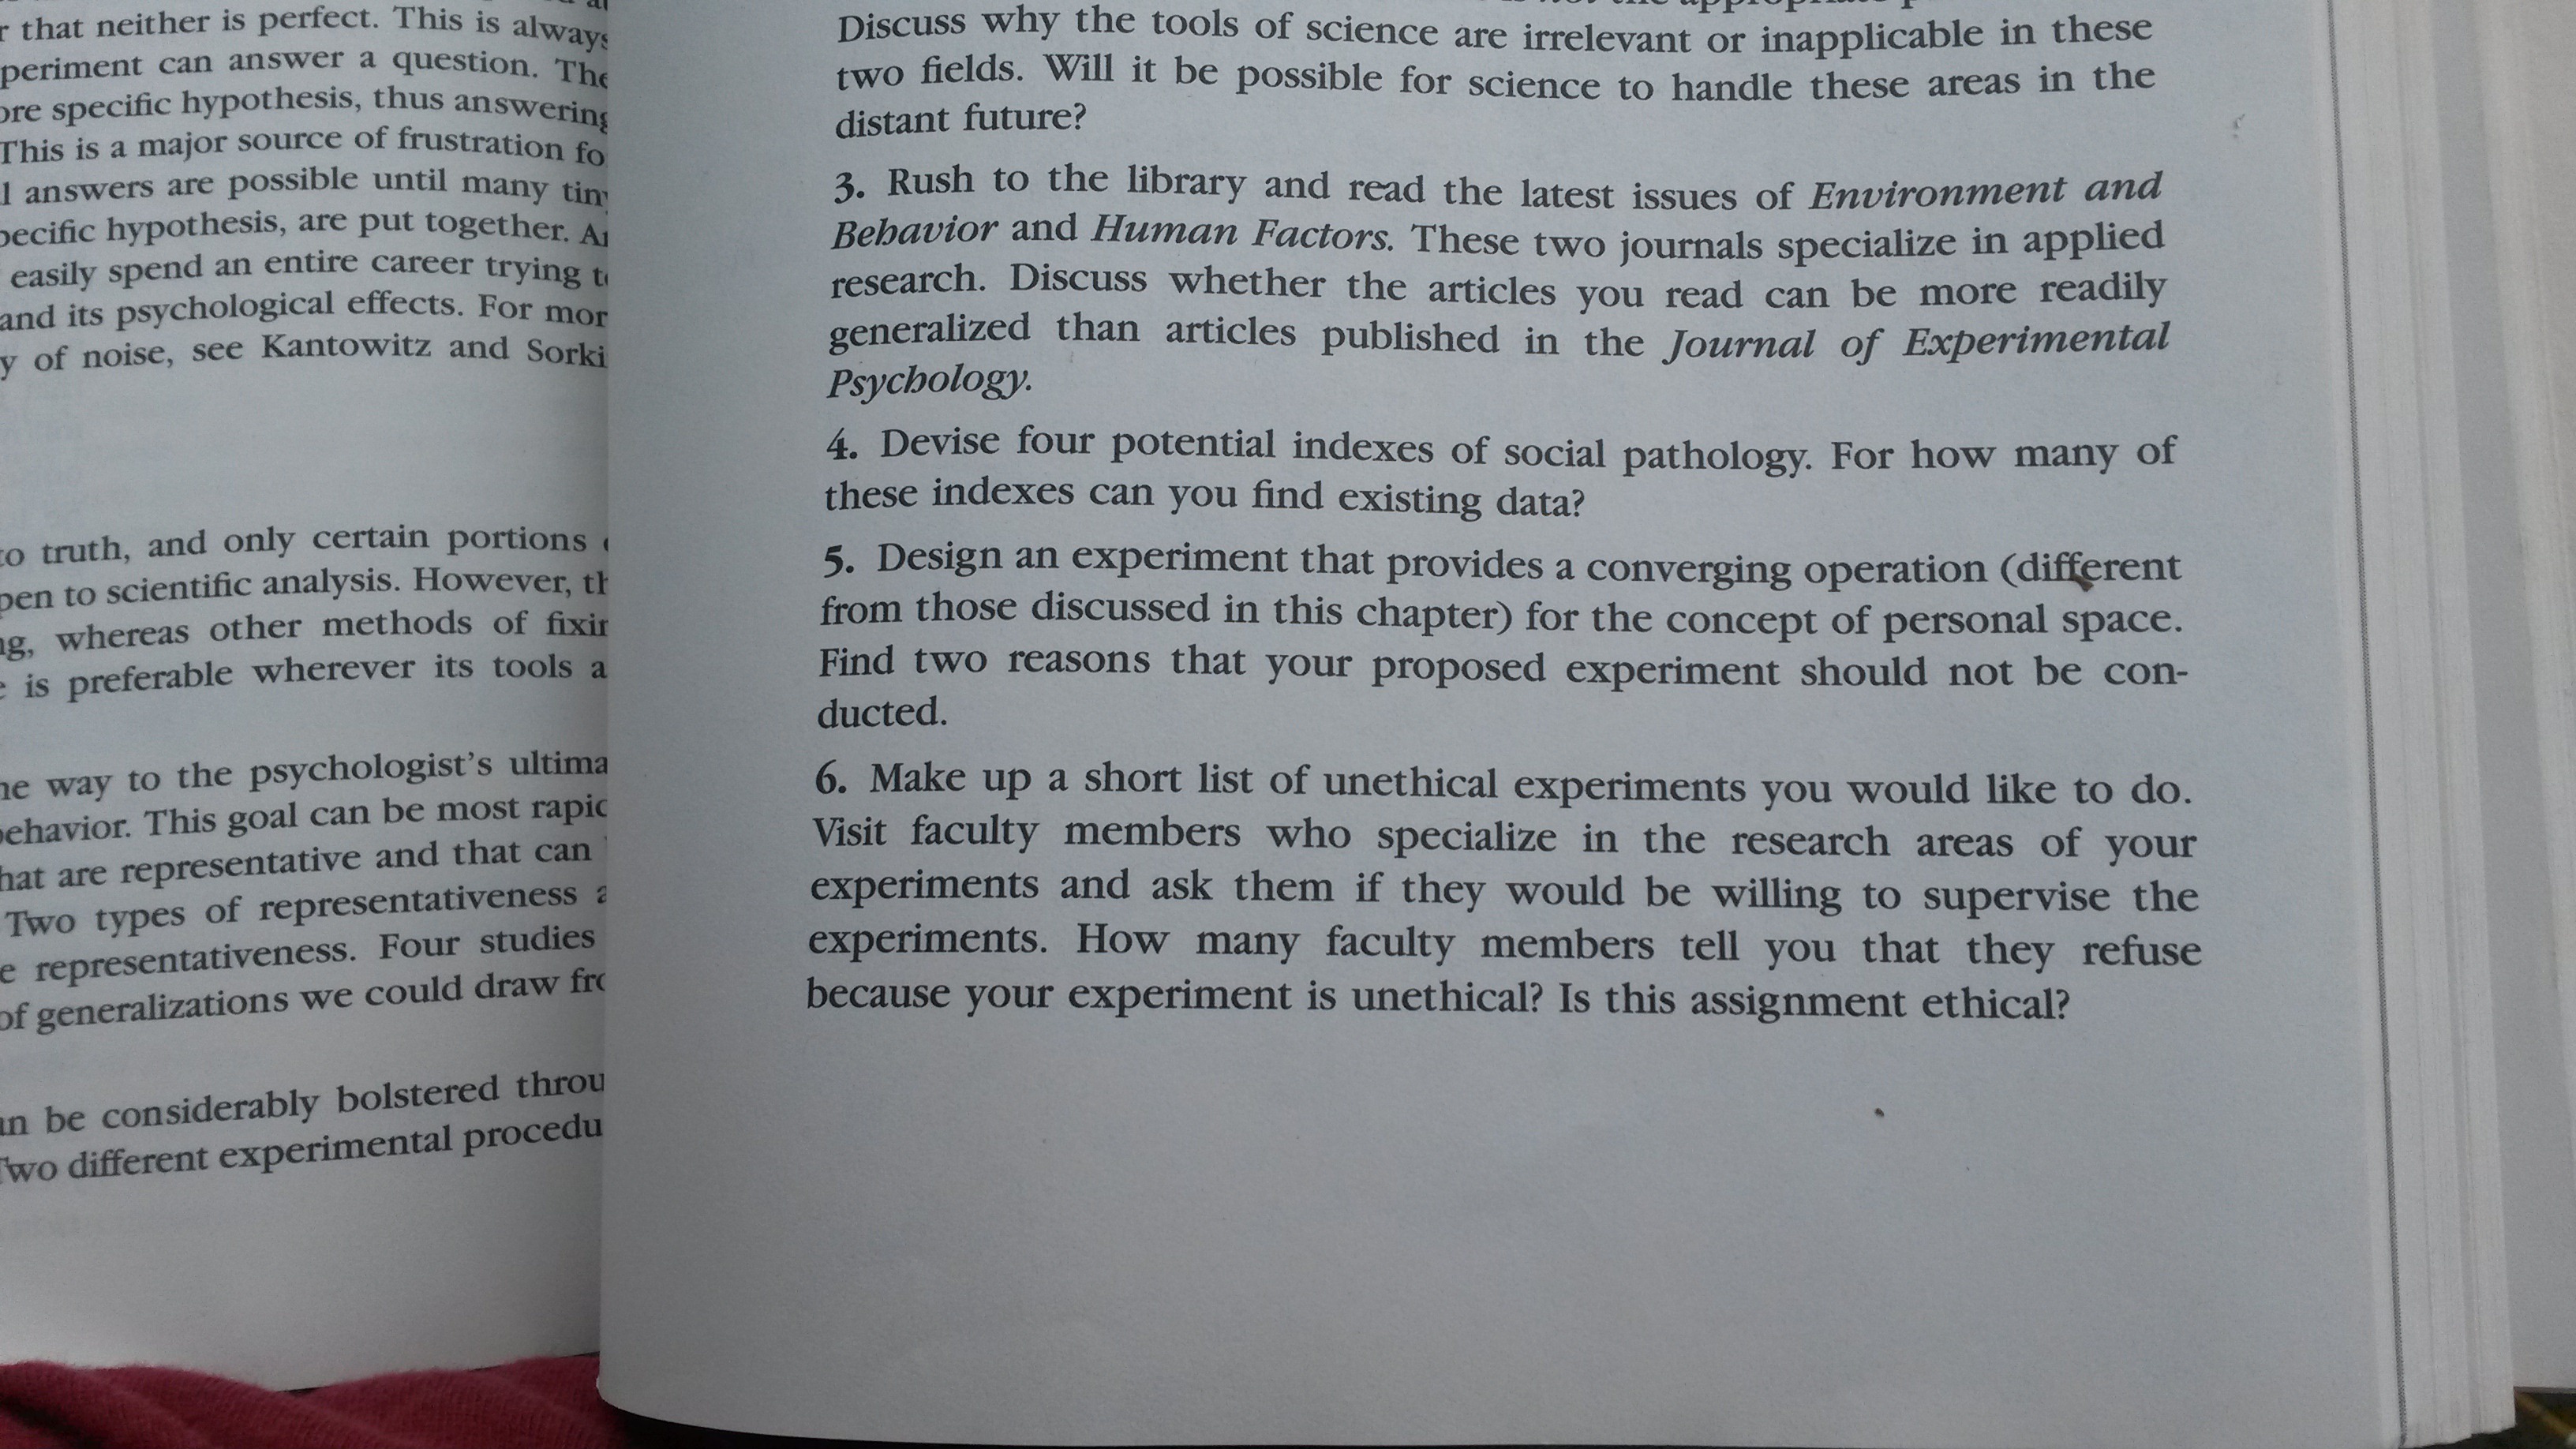 r that neither is perfect. This is always
periment can answer a question. The
ore specific hypothesis, thus answering
This is a major source of frustration fo
l answers are possible until many tiny
pecific hypothesis, are put together. A
easily spend an entire career trying t
and its psychological effects. For mor
y of noise, see Kantowitz and Sorki
to truth, and only certain portions
pen to scientific analysis. However, th
ng, whereas other methods of fixin
e is preferable wherever its tools a
he way to the psychologist's ultima
behavior. This goal can be most rapid
hat are representative and that can
Two types of representativeness a
e representativeness. Four studies
of generalizations we could draw fro
an be considerably bolstered throu
Two different experimental procedu
Discuss why the tools of science are irrelevant or inapplicable in these
two fields. Will it be possible for science to handle these areas in the
distant future?
3. Rush to the library and read the latest issues of Environment and
Behavior and Human Factors. These two journals specialize in applied
research. Discuss whether the articles you read can be more readily
generalized than articles published in the Journal of Experimental
Psychology.
4. Devise four potential indexes of social pathology. For how many of
these indexes can you find existing data?
5. Design an experiment that provides a converging operation (different
from those discussed in this chapter) for the concept of personal space.
Find two reasons that your proposed experiment should not be con-
ducted.
6. Make up a short list of unethical experiments you would like to do.
Visit faculty members who specialize in the research areas of your
experiments and ask them if they would be willing to supervise the
experiments. How many faculty members tell you that they refuse
because your experiment is unethical? Is this assignment ethical?